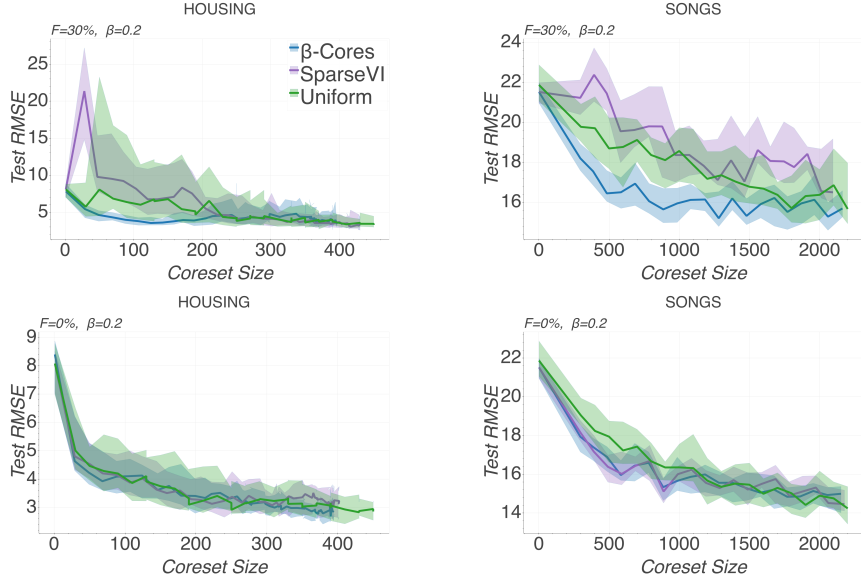 HOUSING
F=30%, β=0.2
25
20
15
10
5
0
100
200
300
400
Test RMSE
Coreset Size
β-Cores
SparseVI
Uniform
SONGS
F=30%, β=0.2
24
22
20
18
16
0
500
1000
1500
2000
Test RMSE
Coreset Size
HOUSING
F=0%, β=0.2
9
8
7
6
5
4
3
0
100
200
300
400
Test RMSE
Coreset Size
SONGS
F=0%, β=0.2
22
20
18
16
14
0
500
1000
1500
2000
Test RMSE
Coreset Size